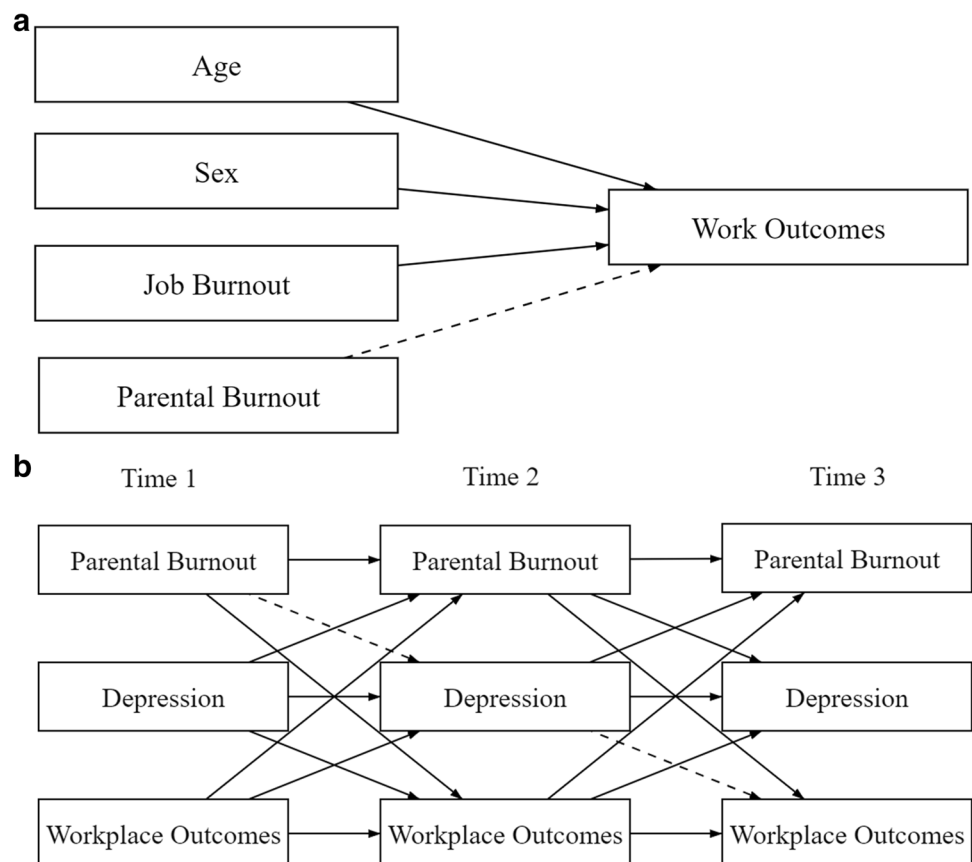 a
Age
Sex
Job Burnout
Parental Burnout
Work Outcomes
b
Time 1 Time 2 Time 3
Parental Burnout Parental Burnout Parental Burnout
Depression Depression Depression
Workplace Outcomes Workplace Outcomes Workplace Outcomes